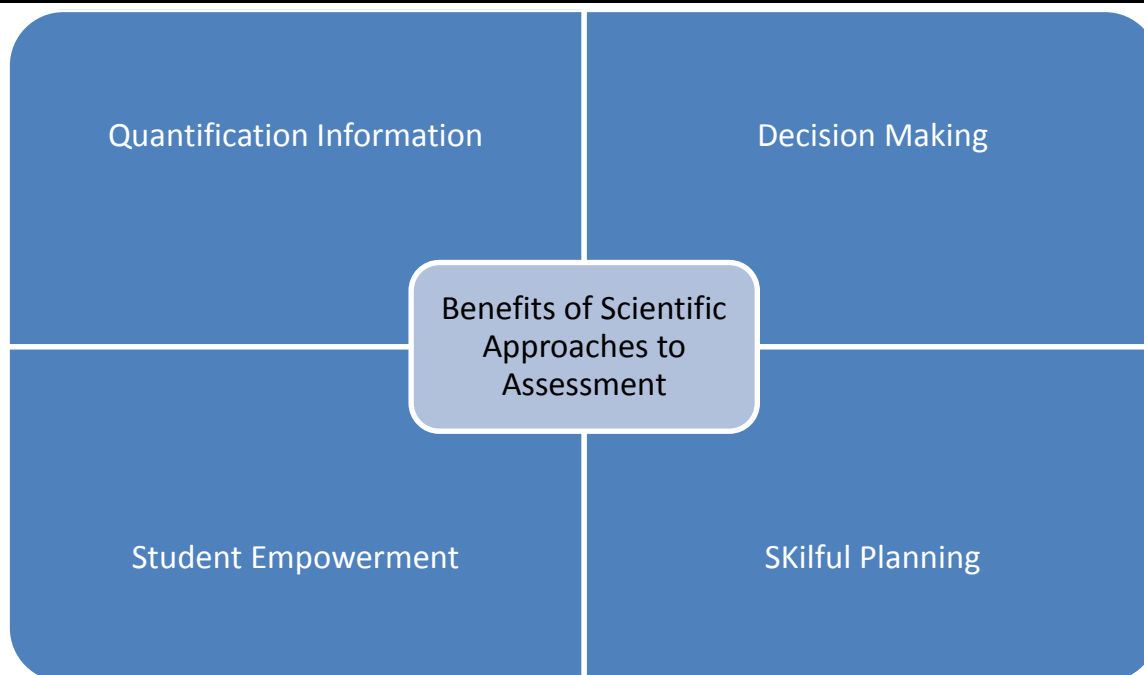 Quantification Information
Decision Making
Benefits of Scientific
Approaches to
Assessment
Student Empowerment
SKilful Planning